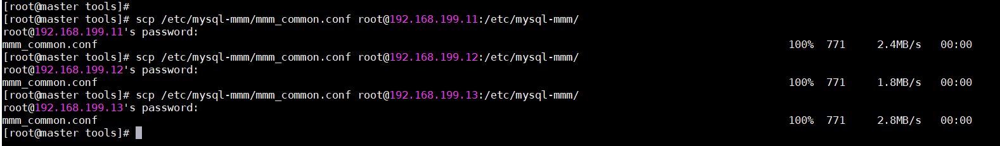 [root@master tools]#
[root@master tools]# scp /etc/mysql-mmm/mmm_common.conf root@192.168.199.11:/etc/mysql-mmm/
root@192.168.199.11's password:
mmm_common.conf 100% 771 2.4MB/s 00:00
[root@master tools]# scp /etc/mysql-mmm/mmm_common.conf root@192.168.199.12:/etc/mysql-mmm/
root@192.168.199.12's password:
mmm_common.conf 100% 771 1.8MB/s 00:00
[root@master tools]# scp /etc/mysql-mmm/mmm_common.conf root@192.168.199.13:/etc/mysql-mmm/
root@192.168.199.13's password:
mmm_common.conf 100% 771 2.8MB/s 00:00
[root@master tools]#